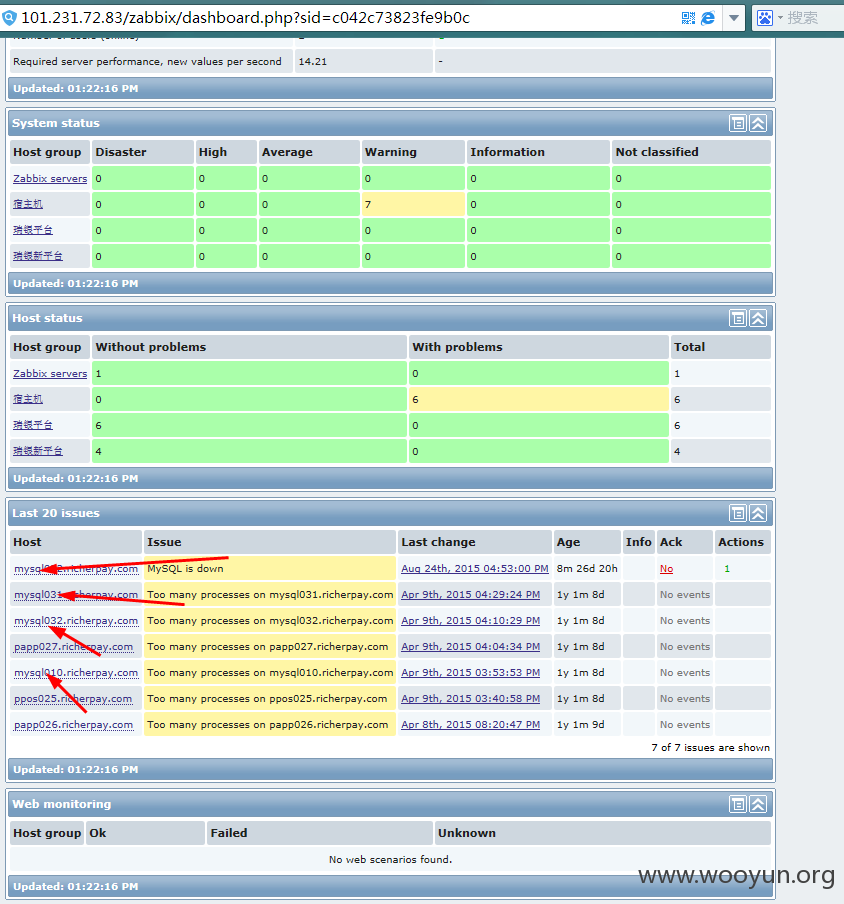 101.231.72.83/zabbix/dashboard.php?sid=c042c73823fe9b0c
搜索
Required server performance, new values per second 14.21 -
Updated: 01:22:16 PM
System status
Host group Disaster High Average Warning Information Not classified
Zabbix servers 0 0 0 0 0 0
宿主机 0 0 0 7 0 0
瑞银平台 0 0 0 0 0 0
瑞银新平台 0 0 0 0 0 0
Updated: 01:22:16 PM
Host status
Host group Without problems With problems Total
Zabbix servers 1 0 1
宿主机 0 6 6
瑞银平台 6 0 6
瑞银新平台 4 0 4
Updated: 01:22:16 PM
Last 20 issues
Host Issue Last change Age Info Ack Actions
MySQL is down Aug 24th, 2015 04:53:00 PM 8m 26d 20h No 1
mysql031.richerpay.com Too many processes on mysql031.richerpay.com Apr 9th, 2015 04:29:24 PM 1y 1m 8d No events
mysql032.richerpay.com Too many processes on mysql032.richerpay.com Apr 9th, 2015 04:10:29 PM 1y 1m 8d No events
papp027.richerpay.com Too many processes on papp027.richerpay.com Apr 9th, 2015 04:04:34 PM 1y 1m 8d No events
mysql010.richerpay.com Too many processes on mysql010.richerpay.com Apr 9th, 2015 03:53:53 PM 1y 1m 8d No events
ppos025.richerpay.com Too many processes on ppos025.richerpay.com Apr 9th, 2015 03:40:58 PM 1y 1m 8d No events
papp026.richerpay.com Too many processes on papp026.richerpay.com Apr 8th, 2015 08:20:47 PM 1y 1m 9d No events
7 of 7 issues are shown
Updated: 01:22:16 PM
Web monitoring
Host group Ok Failed Unknown
No web scenarios found.
Updated: 01:22:16 PM
www.wooyun.org